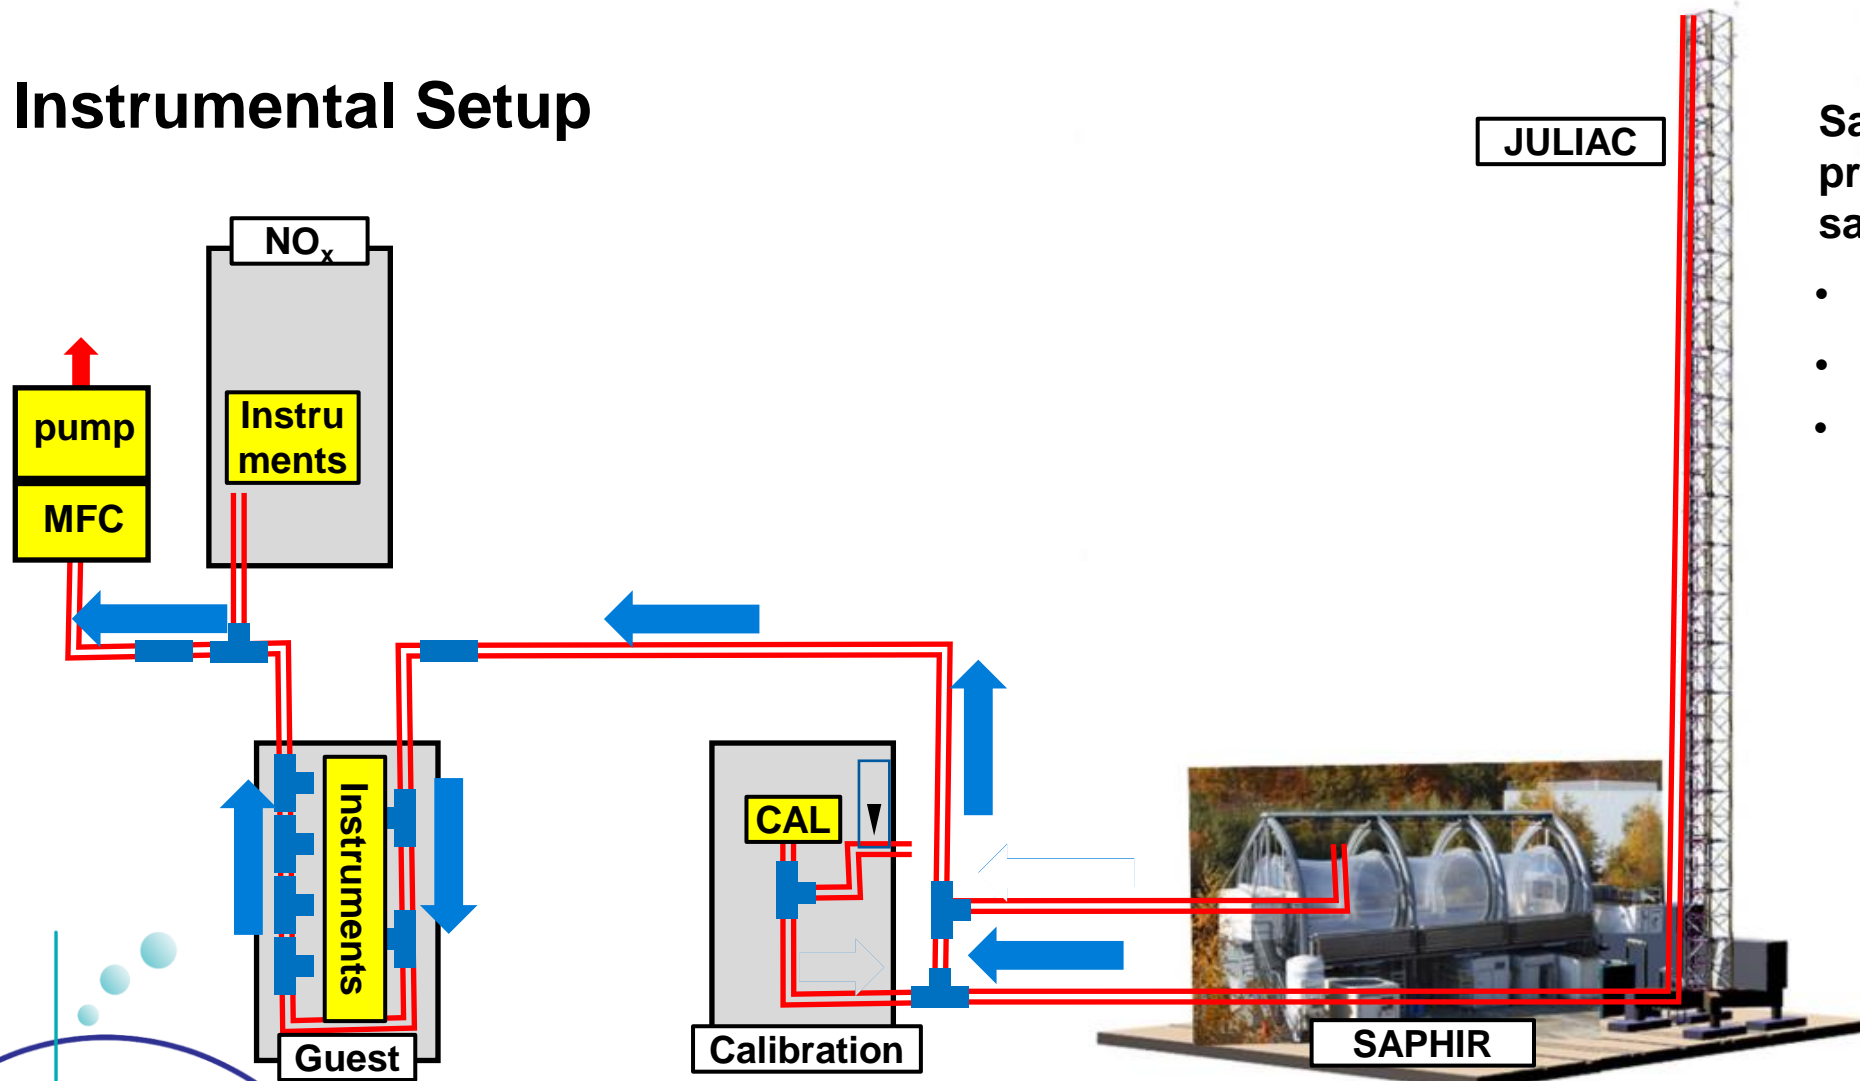 Instrumental Setup
JULIAC
NOx
pump
MFC
Instru
ments
Instruments
Guest
CAL
Calibration
SAPHIR